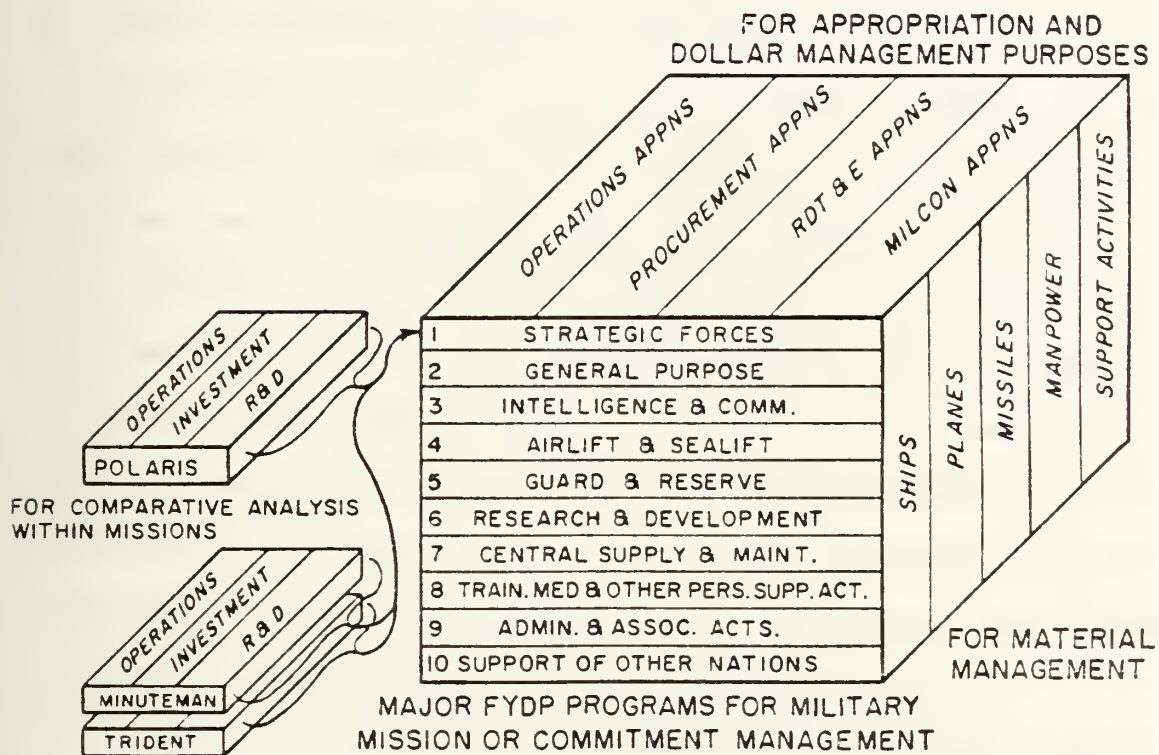 FOR APPROPRIATION AND
DOLLAR MANAGEMENT PURPOSES
OPERATIONS APPNS
PROCUREMENT APPNS
RDT & E APPNS
MILCON APPNS
SHIPS
PLANES
MISSILES
MANPOWER
SUPPORT ACTIVITIES
1 STRATEGIC FORCES
2 GENERAL PURPOSE
3 INTELLIGENCE & COMM.
4 AIRLIFT & SEALIFT
5 GUARD & RESERVE
6 RESEARCH & DEVELOPMENT
7 CENTRAL SUPPLY & MAINT.
8 TRAIN. MED & OTHER PERS. SUPP. ACT.
9 ADMIN. & ASSOC. ACTS.
10 SUPPORT OF OTHER NATIONS
OPERATIONS
INVESTMENT
R&D
POLARIS
FOR COMPARATIVE ANALYSIS
WITHIN MISSIONS
OPERATIONS
INVESTMENT
R&D
MINUTEMAN
TRIDENT
FOR MATERIAL
MANAGEMENT
MAJOR FYDP PROGRAMS FOR MILITARY
MISSION OR COMMITMENT MANAGEMENT